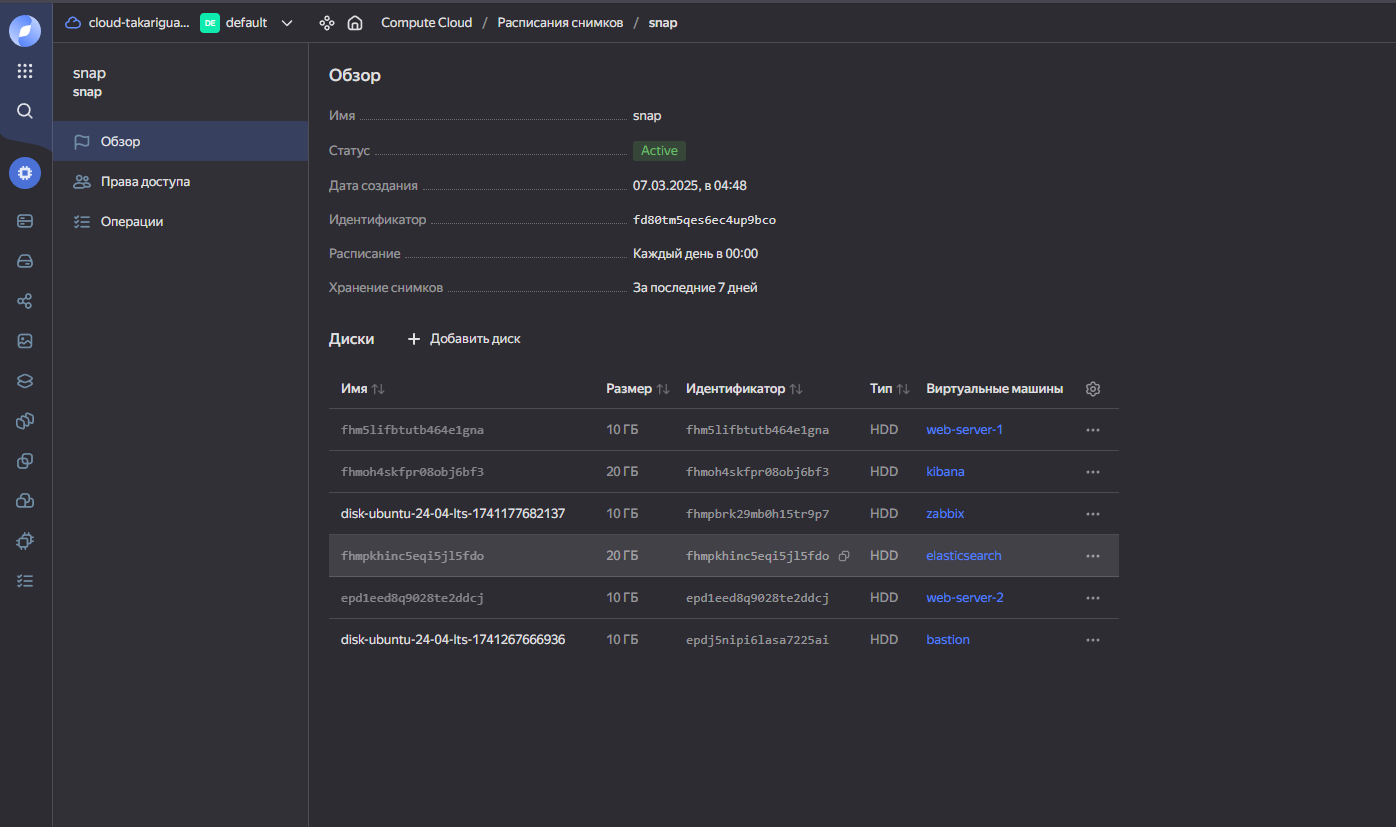 cloud-takarigua... DE default Compute Cloud / Расписания снимков / snap
snap
snap
Обзор
Права доступа
Операции
Обзор
Имя snap
Статус Active
Дата создания 07.03.2025, в 04:48
Идентификатор fd80tm5qes6ec4up9bco
Расписание Каждый день в 00:00
Хранение снимков За последние 7 дней
Диски + Добавить диск
Имя Размер Идентификатор Тип Виртуальные машины
fhm5lifbtutb464e1gna 10 ГБ fhm5lifbtutb464e1gna HDD web-server-1
fhmoh4skfpr08obj6bf3 20 ГБ fhmoh4skfpr08obj6bf3 HDD kibana
disk-ubuntu-24-04-lts-1741177682137 10 ГБ fhmpbrk29mb0h15tr9p7 HDD zabbix
fhmpkhinc5eqi5jl5fdo 20 ГБ fhmpkhinc5eqi5jl5fdo HDD elasticsearch
epd1eed8q9028te2ddcj 10 ГБ epd1eed8q9028te2ddcj HDD web-server-2
disk-ubuntu-24-04-lts-1741267666936 10 ГБ epdj5nipi6lasa7225ai HDD bastion